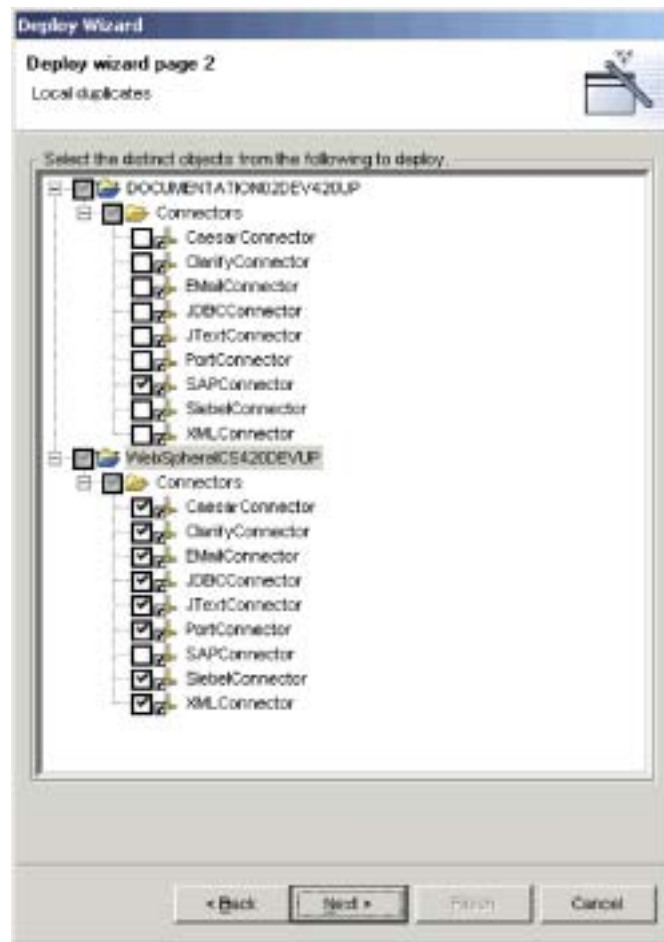 Deploy Wizard
Deploy wizard page 2
Local duplicates
Select the distinct objects from the following to deploy.
DOCUMENTATION02DEV420UP
Connectors
CaesarConnector
ClarifyConnector
EMailConnector
JDBCConnector
JTextConnector
PortConnector
SAPConnector
SiebelConnector
XMLConnector
WebSphereICS420DEVUP
Connectors
CaesarConnector
ClarifyConnector
EMailConnector
JDBCConnector
JTextConnector
PortConnector
SAPConnector
SiebelConnector
XMLConnector
< Back Next > Finish Cancel